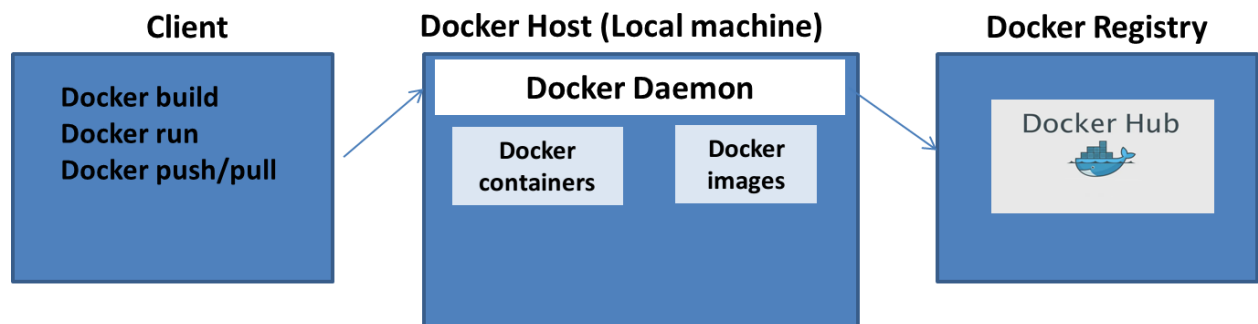 Client
Docker build
Docker run
Docker push/pull
Docker Host (Local machine)
Docker Daemon
Docker
containers
Docker
images
Docker Registry
Docker Hub